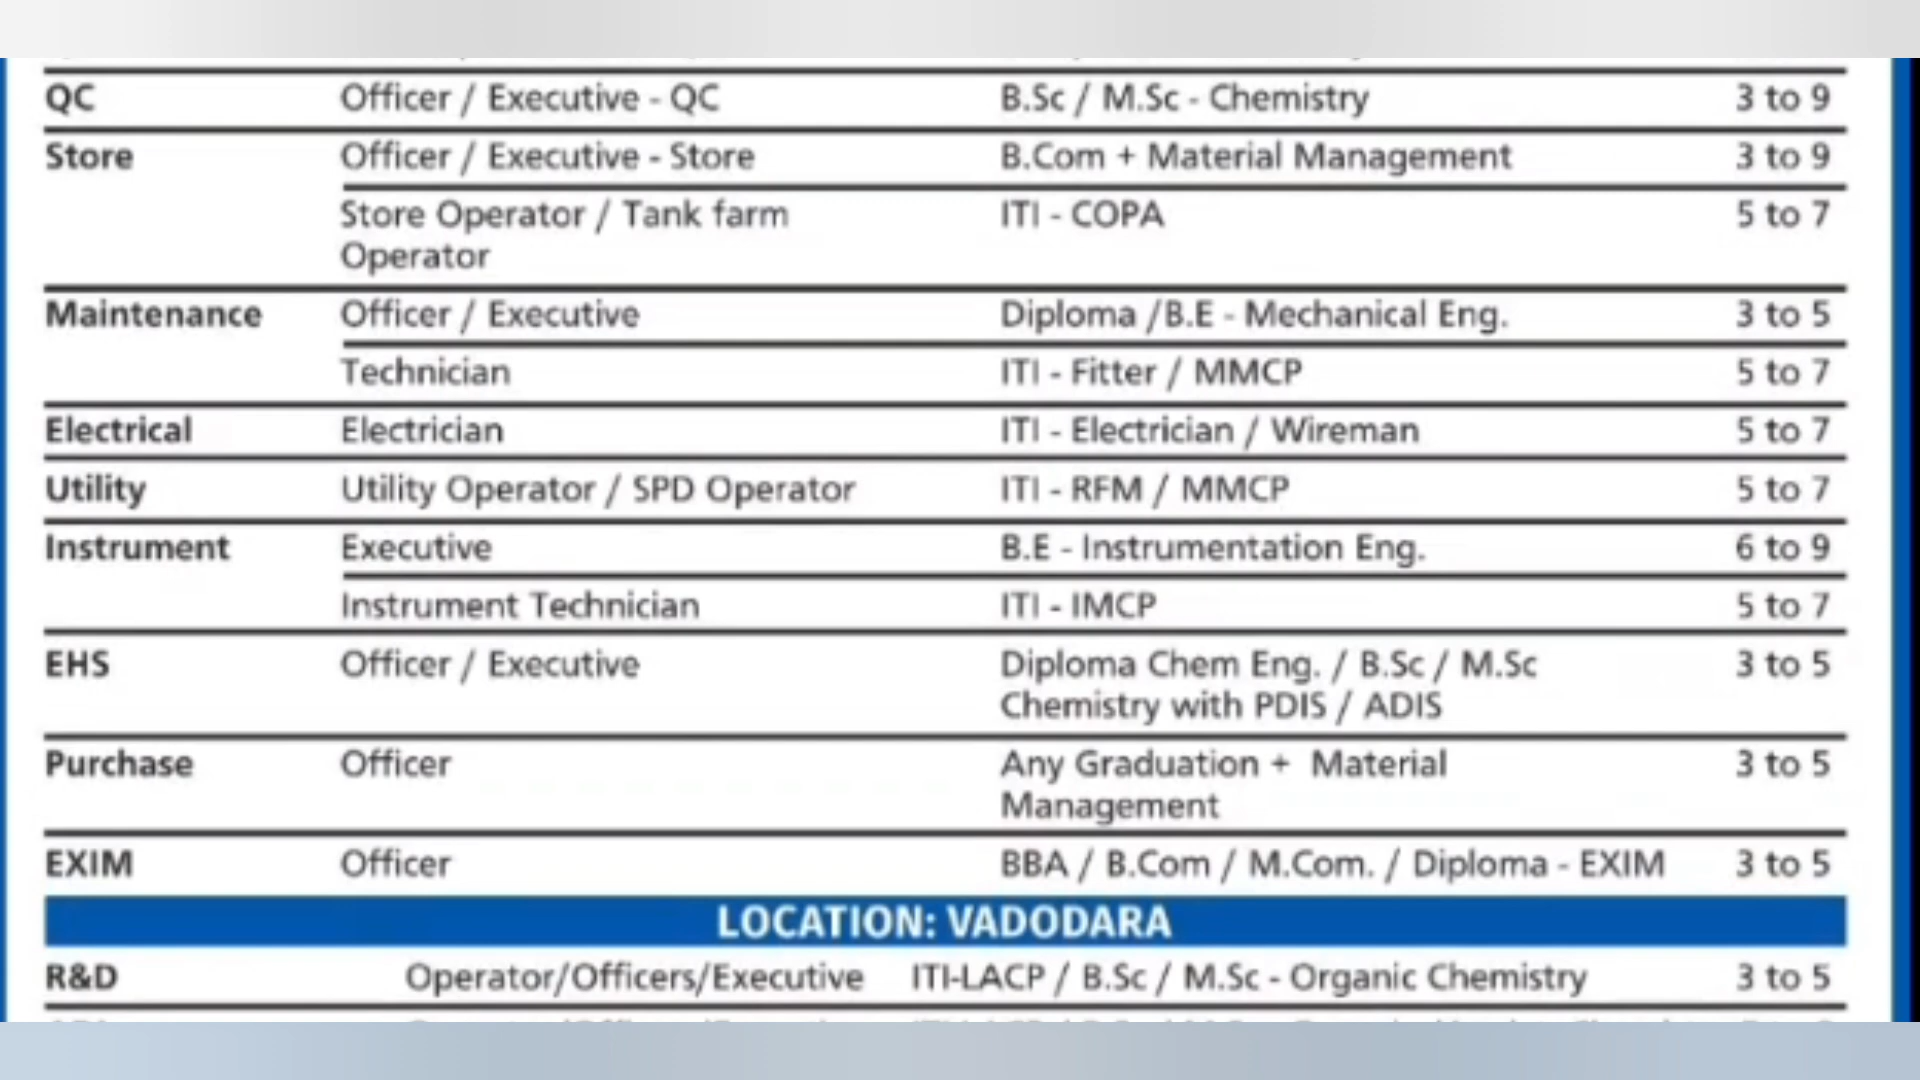 QC Officer / Executive - QC B.Sc / M.Sc - Chemistry 3 to 9
Store Officer / Executive - Store B.Com + Material Management 3 to 9
Store Operator / Tank farm ITI - COPA 5 to 7
Operator
Maintenance Officer / Executive Diploma /B.E - Mechanical Eng. 3 to 5
Technician ITI - Fitter / MMCP 5 to 7
Electrical Electrician ITI - Electrician / Wireman 5 to 7
Utility Utility Operator / SPD Operator ITI - RFM / MMCP 5 to 7
Instrument Executive B.E - Instrumentation Eng. 6 to 9
Instrument Technician ITI - IMCP 5 to 7
EHS Officer / Executive Diploma Chem Eng. / B.Sc / M.Sc 3 to 5
Chemistry with PDIS / ADIS
Purchase Officer Any Graduation + Material 3 to 5
Management
EXIM Officer BBA / B.Com / M.Com. / Diploma - EXIM 3 to 5
LOCATION: VADODARA
R&D Operator/Officers/Executive ITI-LACP / B.Sc / M.Sc - Organic Chemistry 3 to 5